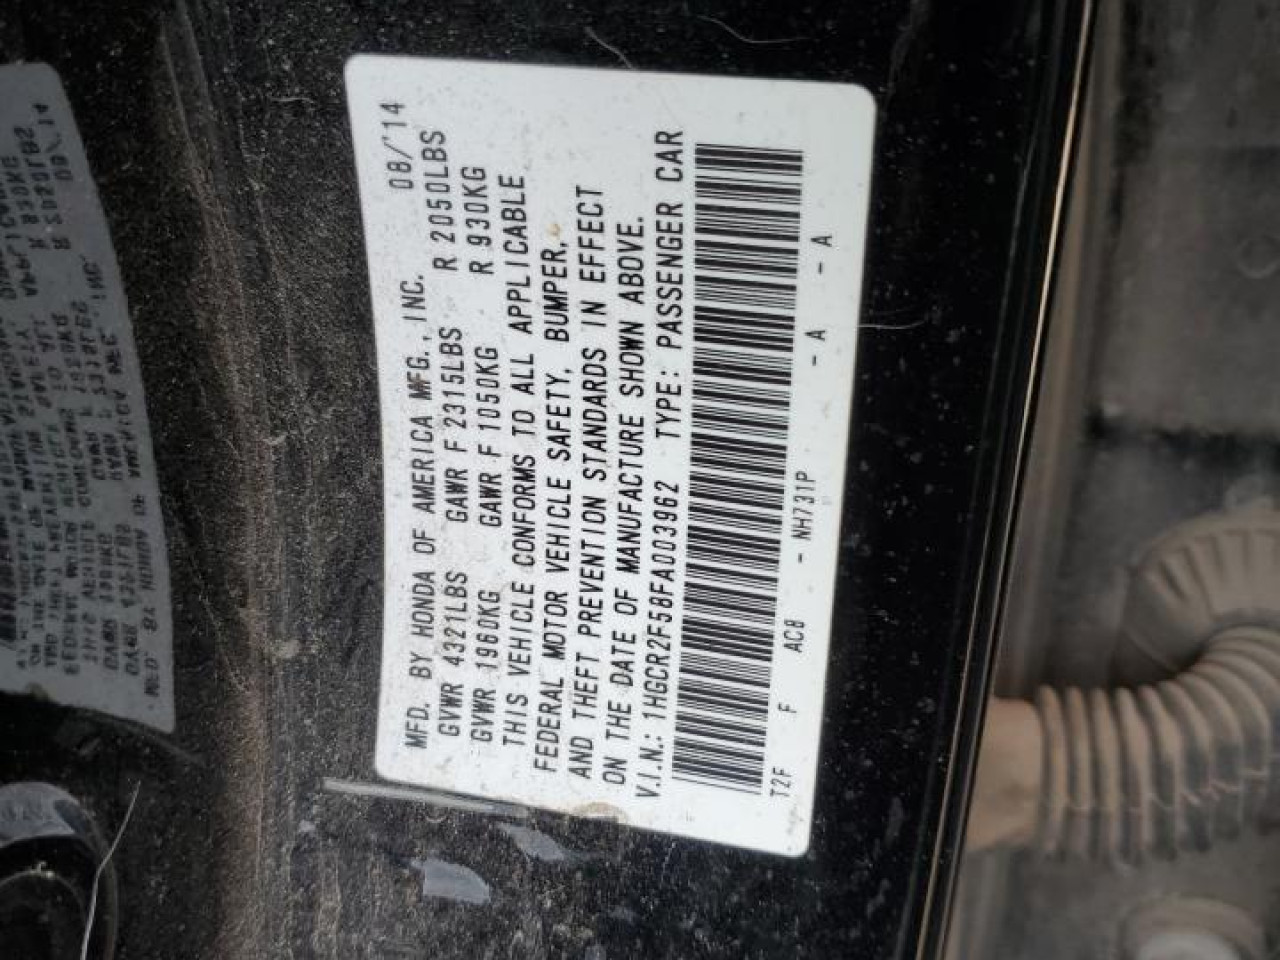 MFD. BY HONDA OF AMERICA MFG., INC. 08/'14
GVWR 4321LBS GAWR F 2315LBS R 2050LBS
GVWR 1960KG GAWR F 1050KG R 930KG
THIS VEHICLE CONFORMS TO ALL APPLICABLE
FEDERAL MOTOR VEHICLE SAFETY, BUMPER,
AND THEFT PREVENTION STANDARDS IN EFFECT
ON THE DATE OF MANUFACTURE SHOWN ABOVE.
V.I.N.: 1HGCR2F58FA003962 TYPE: PASSENGER CAR
T2F F AC8 - NH731P - A - A